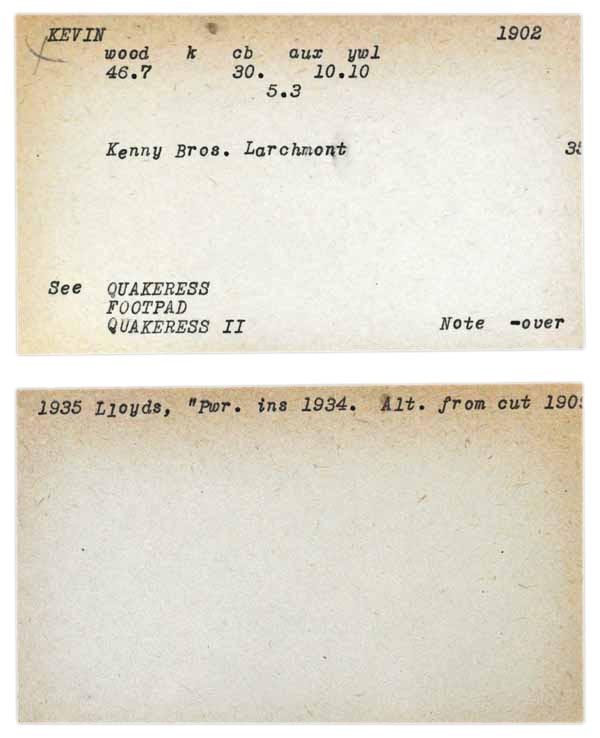 KEVIN 1902
wood k cb aux ywl
46.7 30. 10.10
5.3
Kenny Bros. Larchmont 35
See QUAKERESS
FOOTPAD
QUAKERESS II Note -over
1935 Lloyds, "Pwr. ins 1934. Alt. from cut